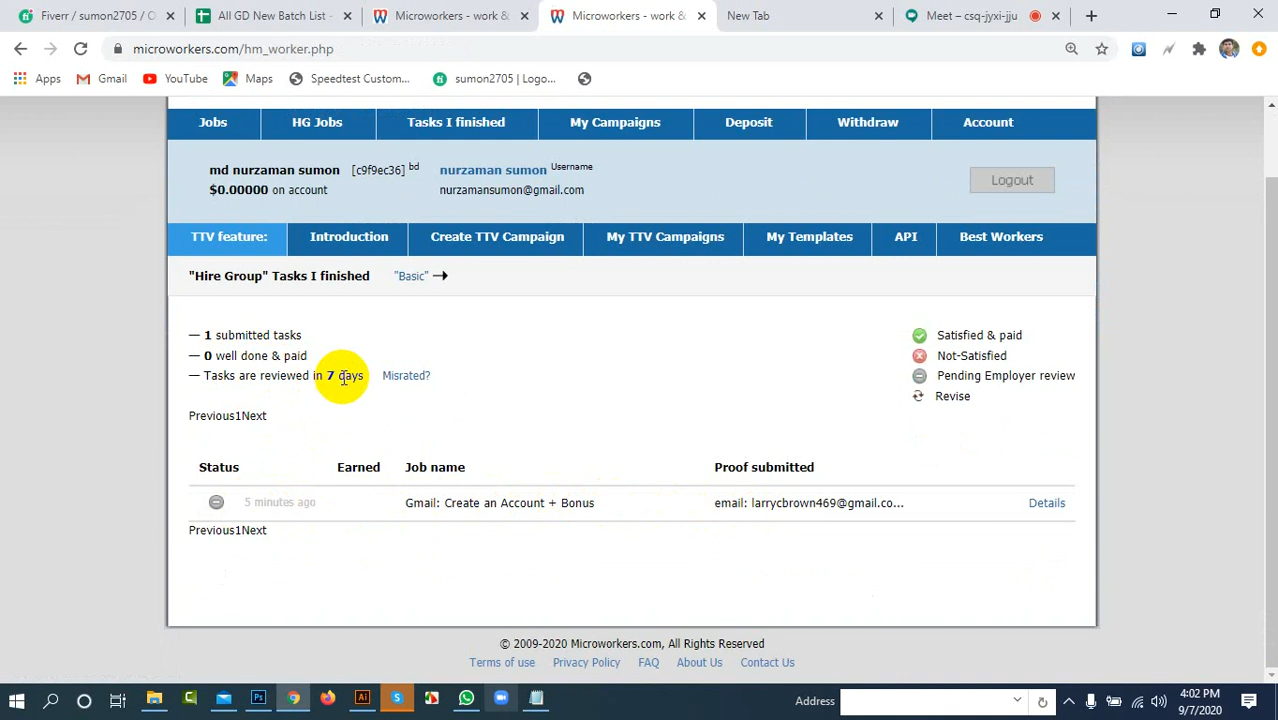 Fiverr / sumon2705 / O
All GD New Batch List -
Microworkers - work &
Microworkers - work &
New Tab
Meet – csq-jyxi-jju
microworkers.com/hm_worker.php
Apps
Gmail
YouTube
Maps
Speedtest Custom...
sumon2705 | Logo...
Jobs
HG Jobs
Tasks I finished
My Campaigns
Deposit
Withdraw
Account
md nurzaman sumon [c9f9ec36] bd
nurzaman sumon Username
$0.00000 on account
nurzamansumon@gmail.com
Logout
TTV feature:
Introduction
Create TTV Campaign
My TTV Campaigns
My Templates
API
Best Workers
"Hire Group" Tasks I finished "Basic"
— 1 submitted tasks
— 0 well done & paid
— Tasks are reviewed in 7 days Misrated?
Satisfied & paid
Not-Satisfied
Pending Employer review
Revise
Previous1Next
Status Earned Job name Proof submitted
5 minutes ago Gmail: Create an Account + Bonus email: larrycbrown469@gmail.co... Details
Previous1Next
© 2009-2020 Microworkers.com, All Rights Reserved
Terms of use Privacy Policy FAQ About Us Contact Us
Address
4:02 PM
9/7/2020